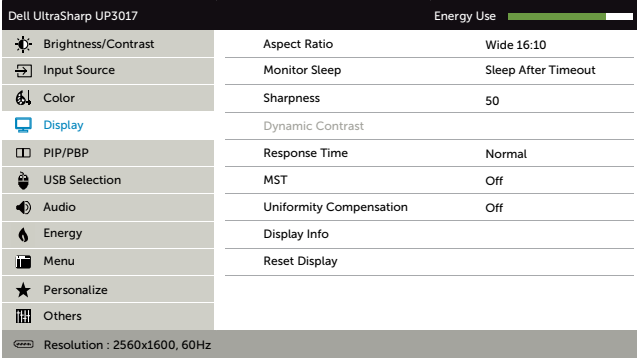 Dell UltraSharp UP3017 Energy Use
Brightness/Contrast Aspect Ratio Wide 16:10
Input Source Monitor Sleep Sleep After Timeout
Color Sharpness 50
Display Dynamic Contrast
PIP/PBP Response Time Normal
USB Selection MST Off
Audio Uniformity Compensation Off
Energy Display Info
Menu Reset Display
Personalize
Others
Resolution : 2560x1600, 60Hz